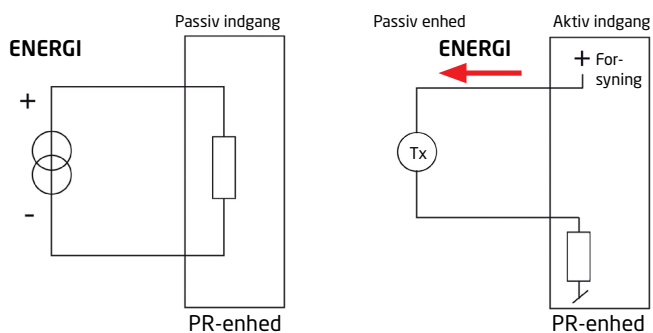 Passiv indgang
ENERGI
+
-
PR-enhed
Passiv enhed
Aktiv indgang
ENERGI
+ For-
syning
Tx
PR-enhed